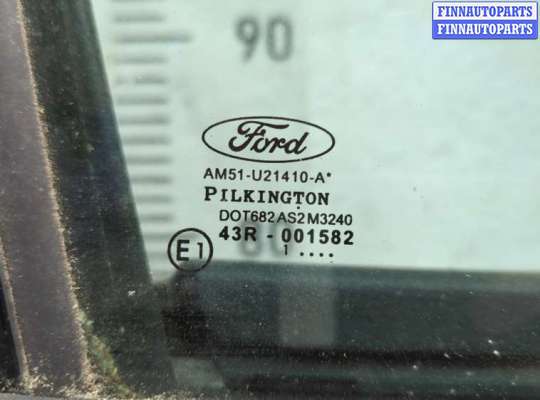 FINNAUTOPARTS
FINNAUTOPARTS
90
Ford
AM51-U21410-A*
PILKINGTON
DOT682 AS2 M3240
43R - 001582
E1
1 ....